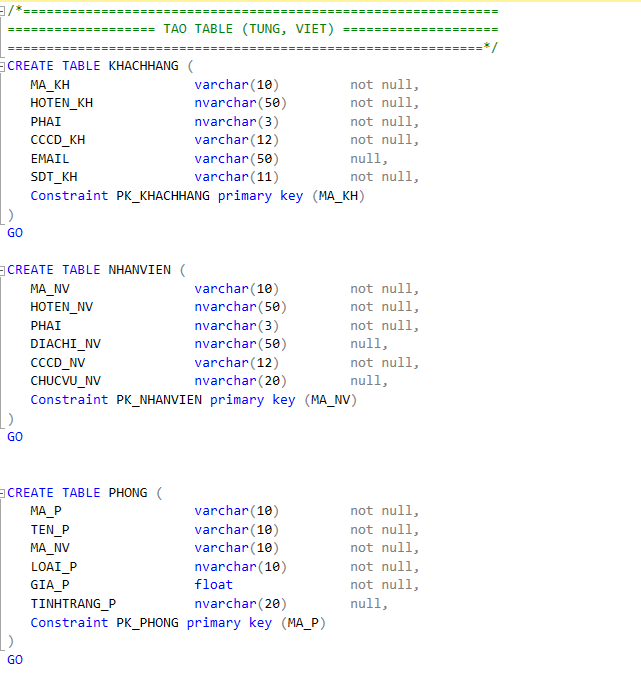 /*=============================================================
=================== TAO TABLE (TUNG, VIET) ====================
=============================================================*/
CREATE TABLE KHACHHANG (
MA_KH varchar(10) not null,
HOTEN_KH nvarchar(50) not null,
PHAI nvarchar(3) not null,
CCCD_KH varchar(12) not null,
EMAIL varchar(50) null,
SDT_KH varchar(11) not null,
Constraint PK_KHACHHANG primary key (MA_KH)
)
GO
CREATE TABLE NHANVIEN (
MA_NV varchar(10) not null,
HOTEN_NV nvarchar(50) not null,
PHAI nvarchar(3) not null,
DIACHI_NV nvarchar(50) null,
CCCD_NV varchar(12) not null,
CHUCVU_NV nvarchar(20) null,
Constraint PK_NHANVIEN primary key (MA_NV)
)
GO
CREATE TABLE PHONG (
MA_P varchar(10) not null,
TEN_P varchar(10) not null,
MA_NV varchar(10) not null,
LOAI_P nvarchar(10) not null,
GIA_P float not null,
TINHTRANG_P nvarchar(20) null,
Constraint PK_PHONG primary key (MA_P)
)
GO